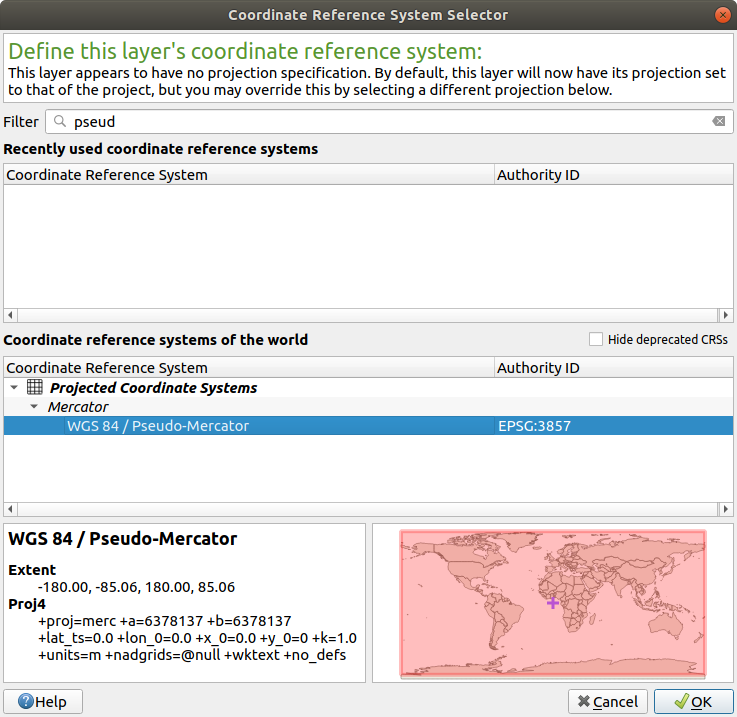 Coordinate Reference System Selector
Define this layer's coordinate reference system:
This layer appears to have no projection specification. By default, this layer will now have its projection set
to that of the project, but you may override this by selecting a different projection below.
Filter pseud
Recently used coordinate reference systems
Coordinate Reference System Authority ID
Coordinate reference systems of the world Hide deprecated CRSs
Coordinate Reference System Authority ID
Projected Coordinate Systems
Mercator
WGS 84 / Pseudo-Mercator EPSG:3857
WGS 84 / Pseudo-Mercator
Extent
-180.00, -85.06, 180.00, 85.06
Proj4
+proj=merc +a=6378137 +b=6378137
+lat_ts=0.0 +lon_0=0.0 +x_0=0.0 +y_0=0 +k=1.0
+units=m +nadgrids=@null +wktext +no_defs
Help Cancel OK